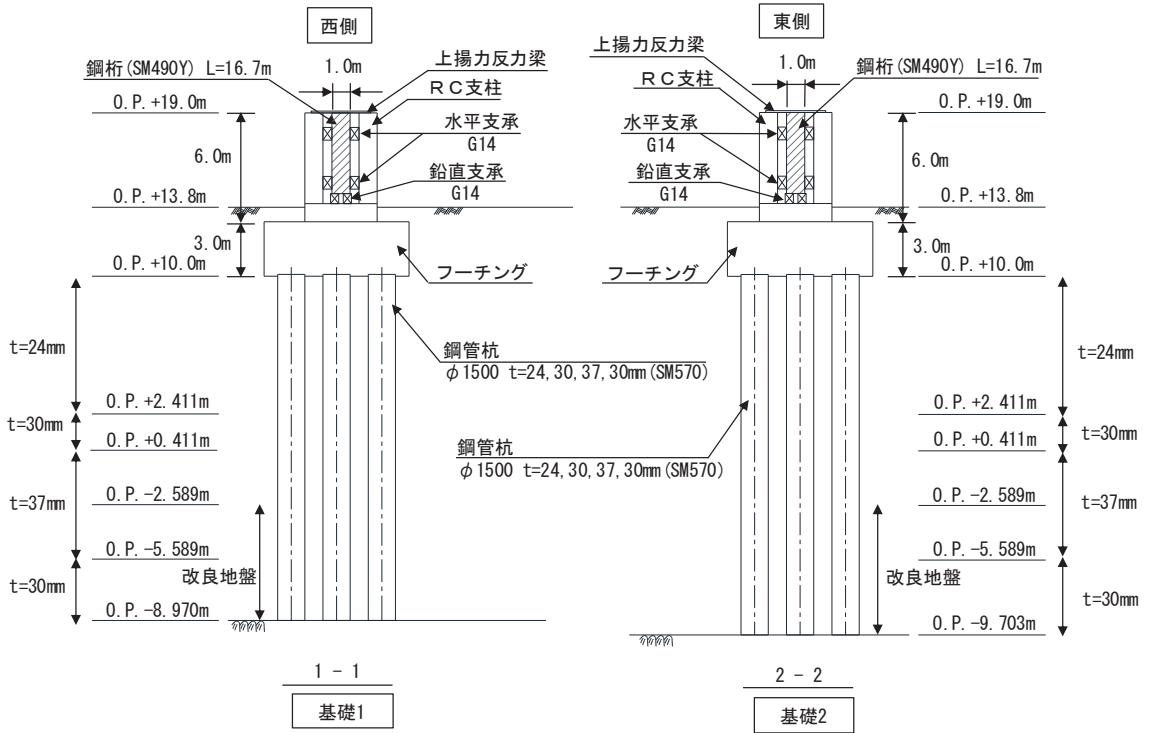 西側
鋼桁(SM490Y) L=16.7m
1.0m
上揚力反力梁
RC支柱
O.P.+19.0m
水平支承
G14
6.0m
鉛直支承
G14
O.P.+13.8m
3.0m
O.P.+10.0m
フーチング
t=24mm
鋼管杭
φ1500 t=24,30,37,30mm(SM570)
O.P.+2.411m
t=30mm
O.P.+0.411m
t=37mm
O.P.-2.589m
O.P.-5.589m
改良地盤
t=30mm
O.P.-8.970m
1 - 1
基礎1
東側
上揚力反力梁
1.0m
鋼桁(SM490Y) L=16.7m
RC支柱
O.P.+19.0m
水平支承
G14
6.0m
鉛直支承
G14
O.P.+13.8m
3.0m
フーチング
O.P.+10.0m
t=24mm
O.P.+2.411m
t=30mm
O.P.+0.411m
鋼管杭
φ1500 t=24,30,37,30mm(SM570)
O.P.-2.589m
t=37mm
O.P.-5.589m
改良地盤
t=30mm
O.P.-9.703m
2 - 2
基礎2